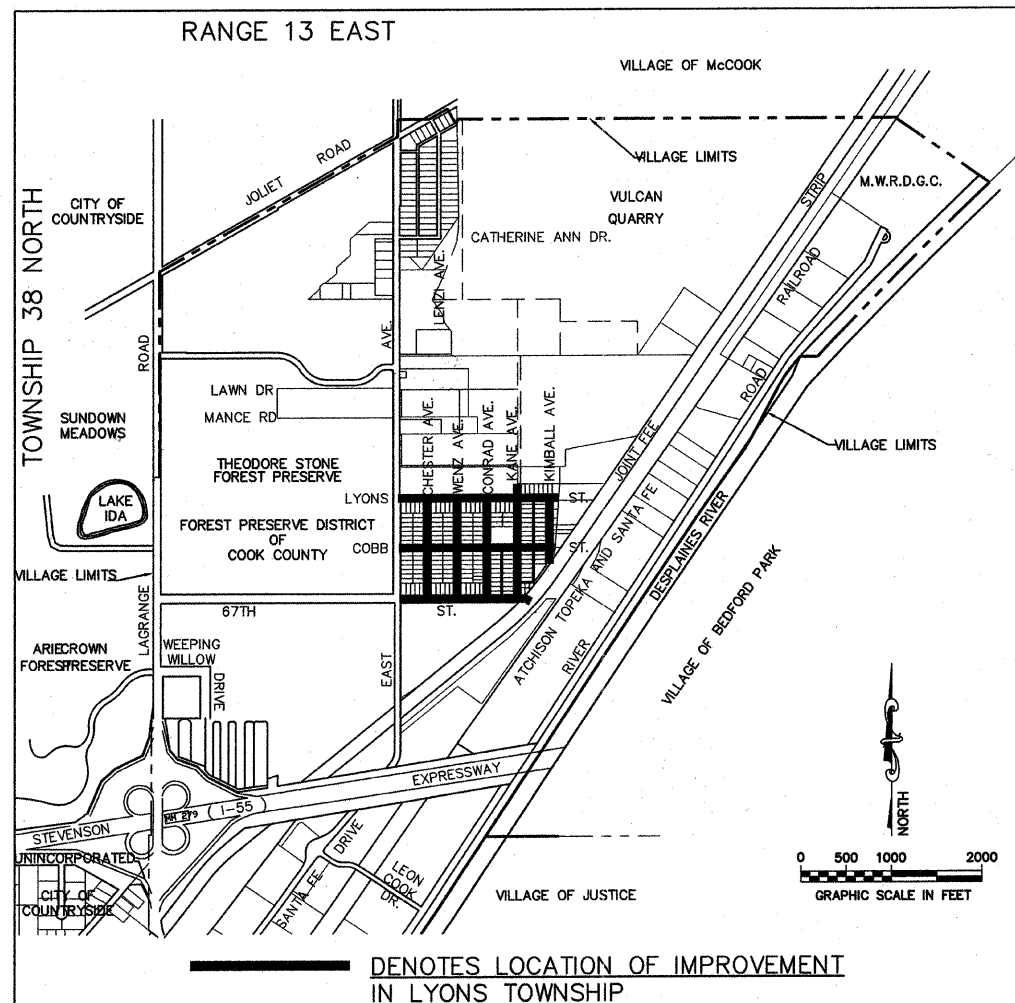 RANGE 13 EAST
VILLAGE OF McCOOK
TOWNSHIP 38 NORTH
JOLIET ROAD
VILLAGE LIMITS
M.W.R.D.G.C.
STRIP
CITY OF
COUNTRYSIDE
VULCAN
QUARRY
CATHERINE ANN DR.
ENZI AVE.
RAILROAD
ROAD
AVE.
LAWN DR
MANCE RD
ROAD
SUNDOWN
MEADOWS
CHESTER AVE.
WENZ AVE.
CONRAD AVE.
KANE AVE.
KIMBALL AVE.
JOINT FEE
VILLAGE LIMITS
THEODORE STONE
FOREST PRESERVE
LAKE
IDA
LYONS
ST.
FOREST PRESERVE DISTRICT
OF
COOK COUNTY
COBB
ST.
ATCHISON TOPEKA AND SANTA FE
DESPLAINES RIVER
VILLAGE LIMITS
LAGRANGE
67TH
ST.
RIVER
VILLAGE OF BEDFORD PARK
ARIECROWN
FORESTPRESERVE
WEEPING
WILLOW
DRIVE
EAST
EXPRESSWAY
NORTH
STEVENSON
MH 279
(I-55)
UNINCORPORATED
CITY OF
COUNTRYSIDE
SANTA FE
DRIVE
LEON
COOK
DR.
VILLAGE OF JUSTICE
0 500 1000 2000
GRAPHIC SCALE IN FEET
DENOTES LOCATION OF IMPROVEMENT
IN LYONS TOWNSHIP